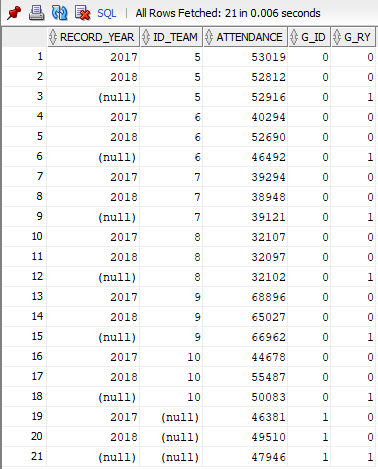 SQL | All Rows Fetched: 21 in 0.006 seconds
RECORD_YEAR ID_TEAM ATTENDANCE G_ID G_RY
1 2017 5 53019 0 0
2 2018 5 52812 0 0
3 (null) 5 52916 0 1
4 2017 6 40294 0 0
5 2018 6 52690 0 0
6 (null) 6 46492 0 1
7 2017 7 39294 0 0
8 2018 7 38948 0 0
9 (null) 7 39121 0 1
10 2017 8 32107 0 0
11 2018 8 32097 0 0
12 (null) 8 32102 0 1
13 2017 9 68896 0 0
14 2018 9 65027 0 0
15 (null) 9 66962 0 1
16 2017 10 44678 0 0
17 2018 10 55487 0 0
18 (null) 10 50083 0 1
19 2017 (null) 46381 1 0
20 2018 (null) 49510 1 0
21 (null) (null) 47946 1 1